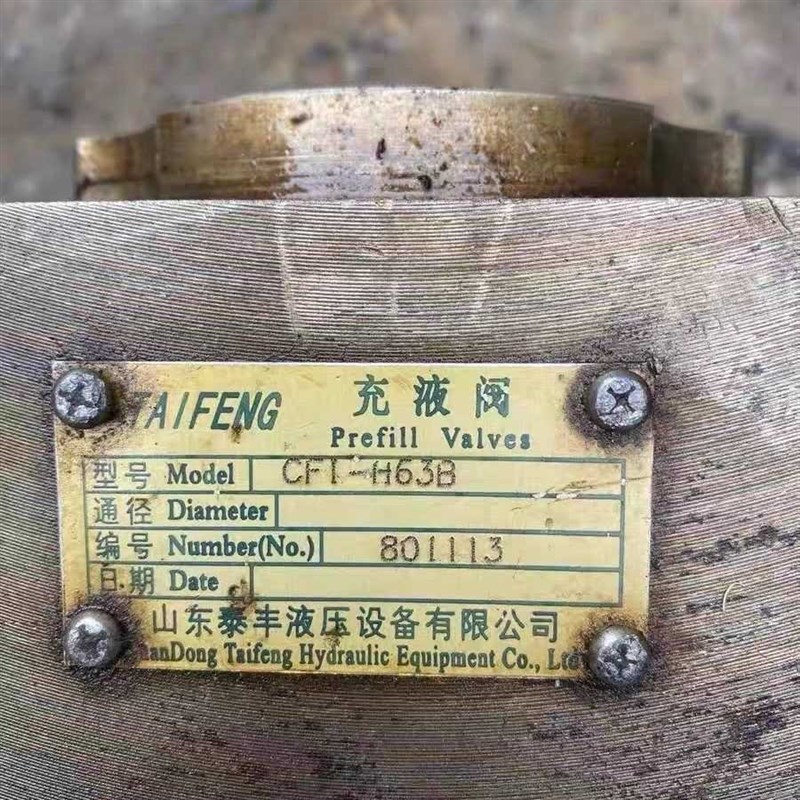 TAIFENG 充液阀
Prefill Valves
型号 Model CFI-H63B
通径 Diameter
编号 Number(No.) 801113
日期 Date
山东泰丰液压设备有限公司
ShanDong Taifeng Hydraulic Equipment Co., Ltd